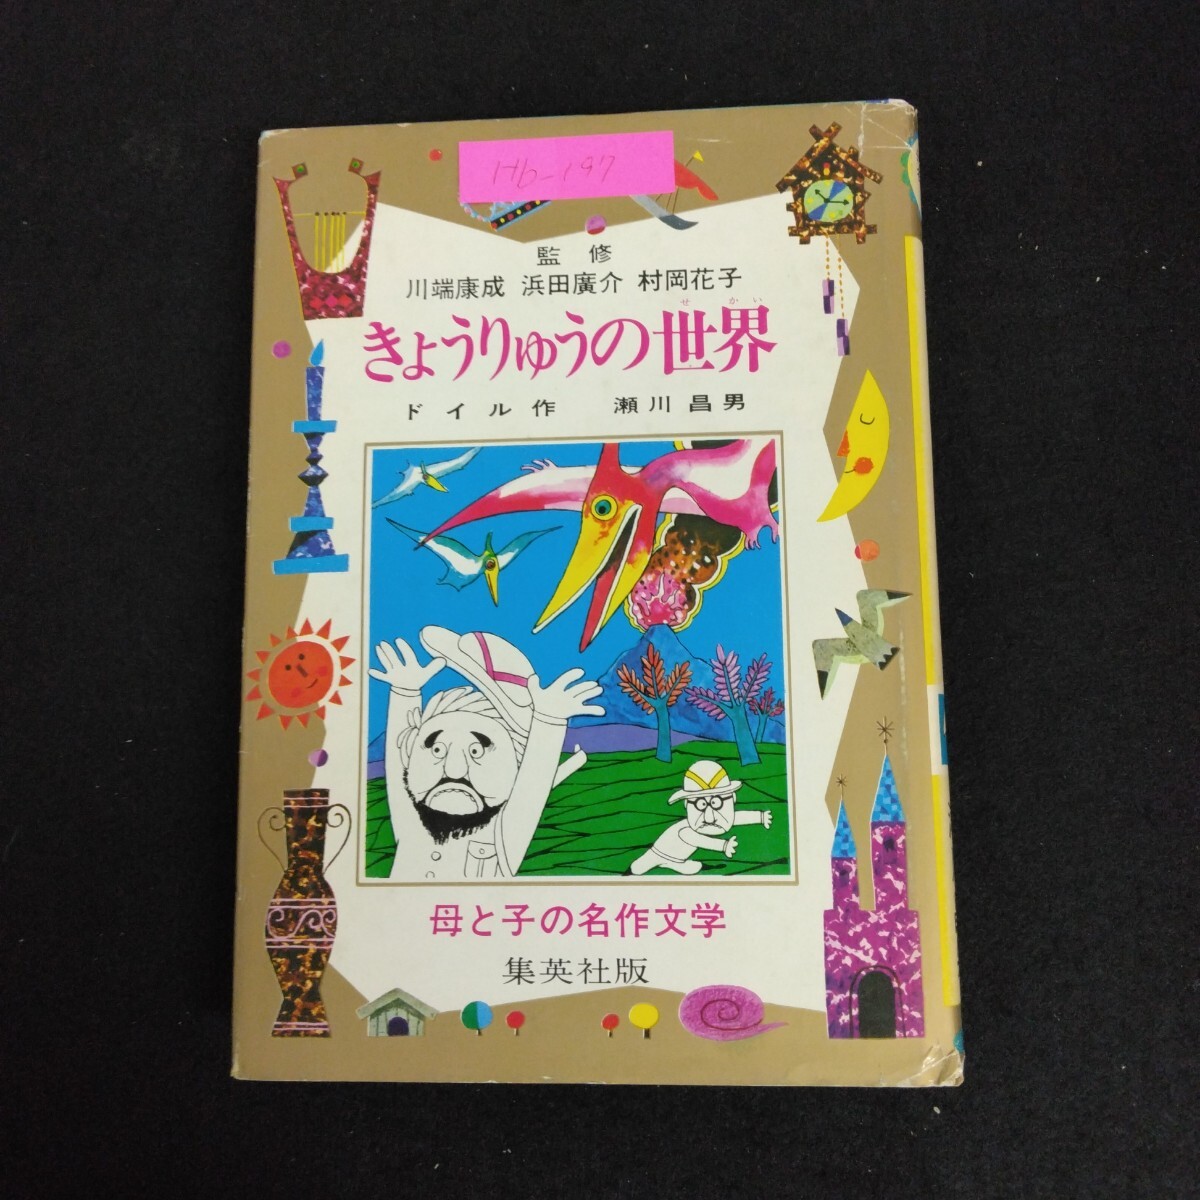 Hb-197
監修
川端康成 浜田廣介 村岡花子
せかい
きょうりゅうの世界
ドイル作 瀬川昌男
母と子の名作文学
集英社版